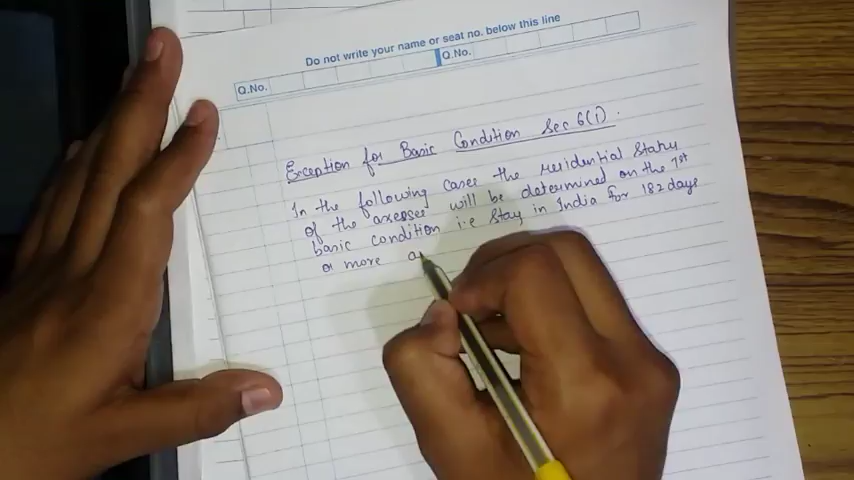 Do not write your name or seat no. below this line
Q.No. Q.No.
Exception for Basic Condition Sec 6(1).
In the following cases the residential status
of the assesse will be determined on the 1st
basic condition i.e stay in India for 182 days
or more a